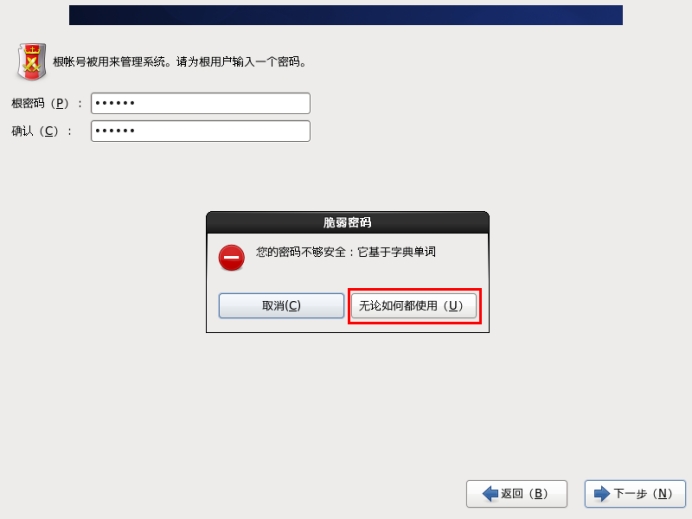 根帐号被用来管理系统。请为根用户输入一个密码。
根密码（P）：
••••••
确认（C）：
••••••
脆弱密码
您的密码不够安全：它基于字典单词
取消(C)
无论如何都使用（U）
返回（B）
下一步（N）